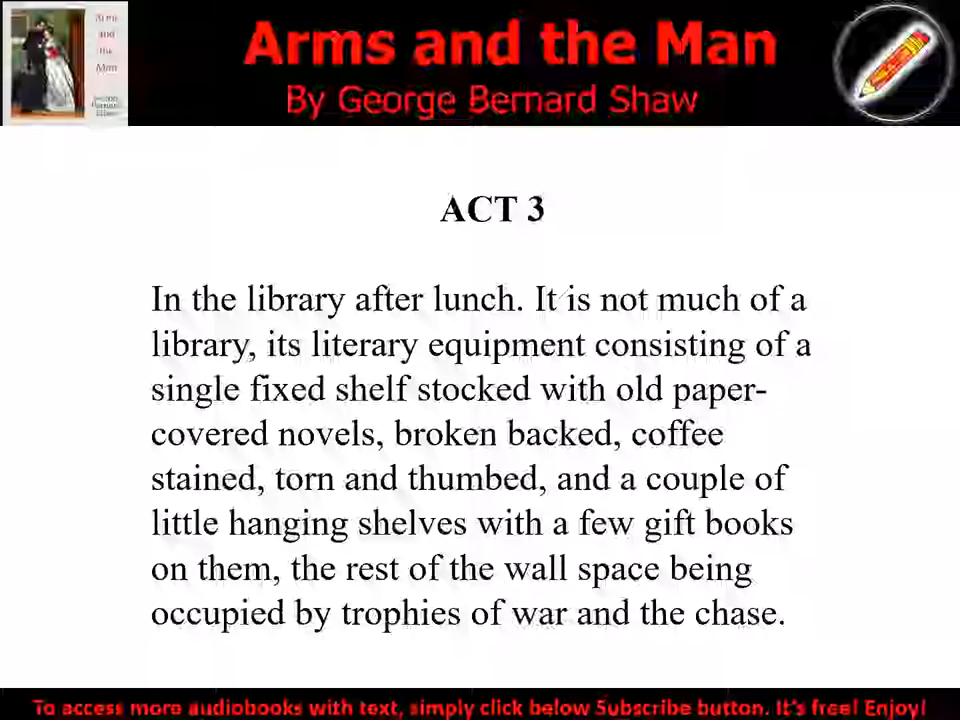 Arms
and
the
Man
Arms and the Man
By George Bernard Shaw
ACT 3
In the library after lunch. It is not much of a
library, its literary equipment consisting of a
single fixed shelf stocked with old paper-
covered novels, broken backed, coffee
stained, torn and thumbed, and a couple of
little hanging shelves with a few gift books
on them, the rest of the wall space being
occupied by trophies of war and the chase.
To access more audiobooks with text, simply click below Subscribe button. It's free! Enjoy!